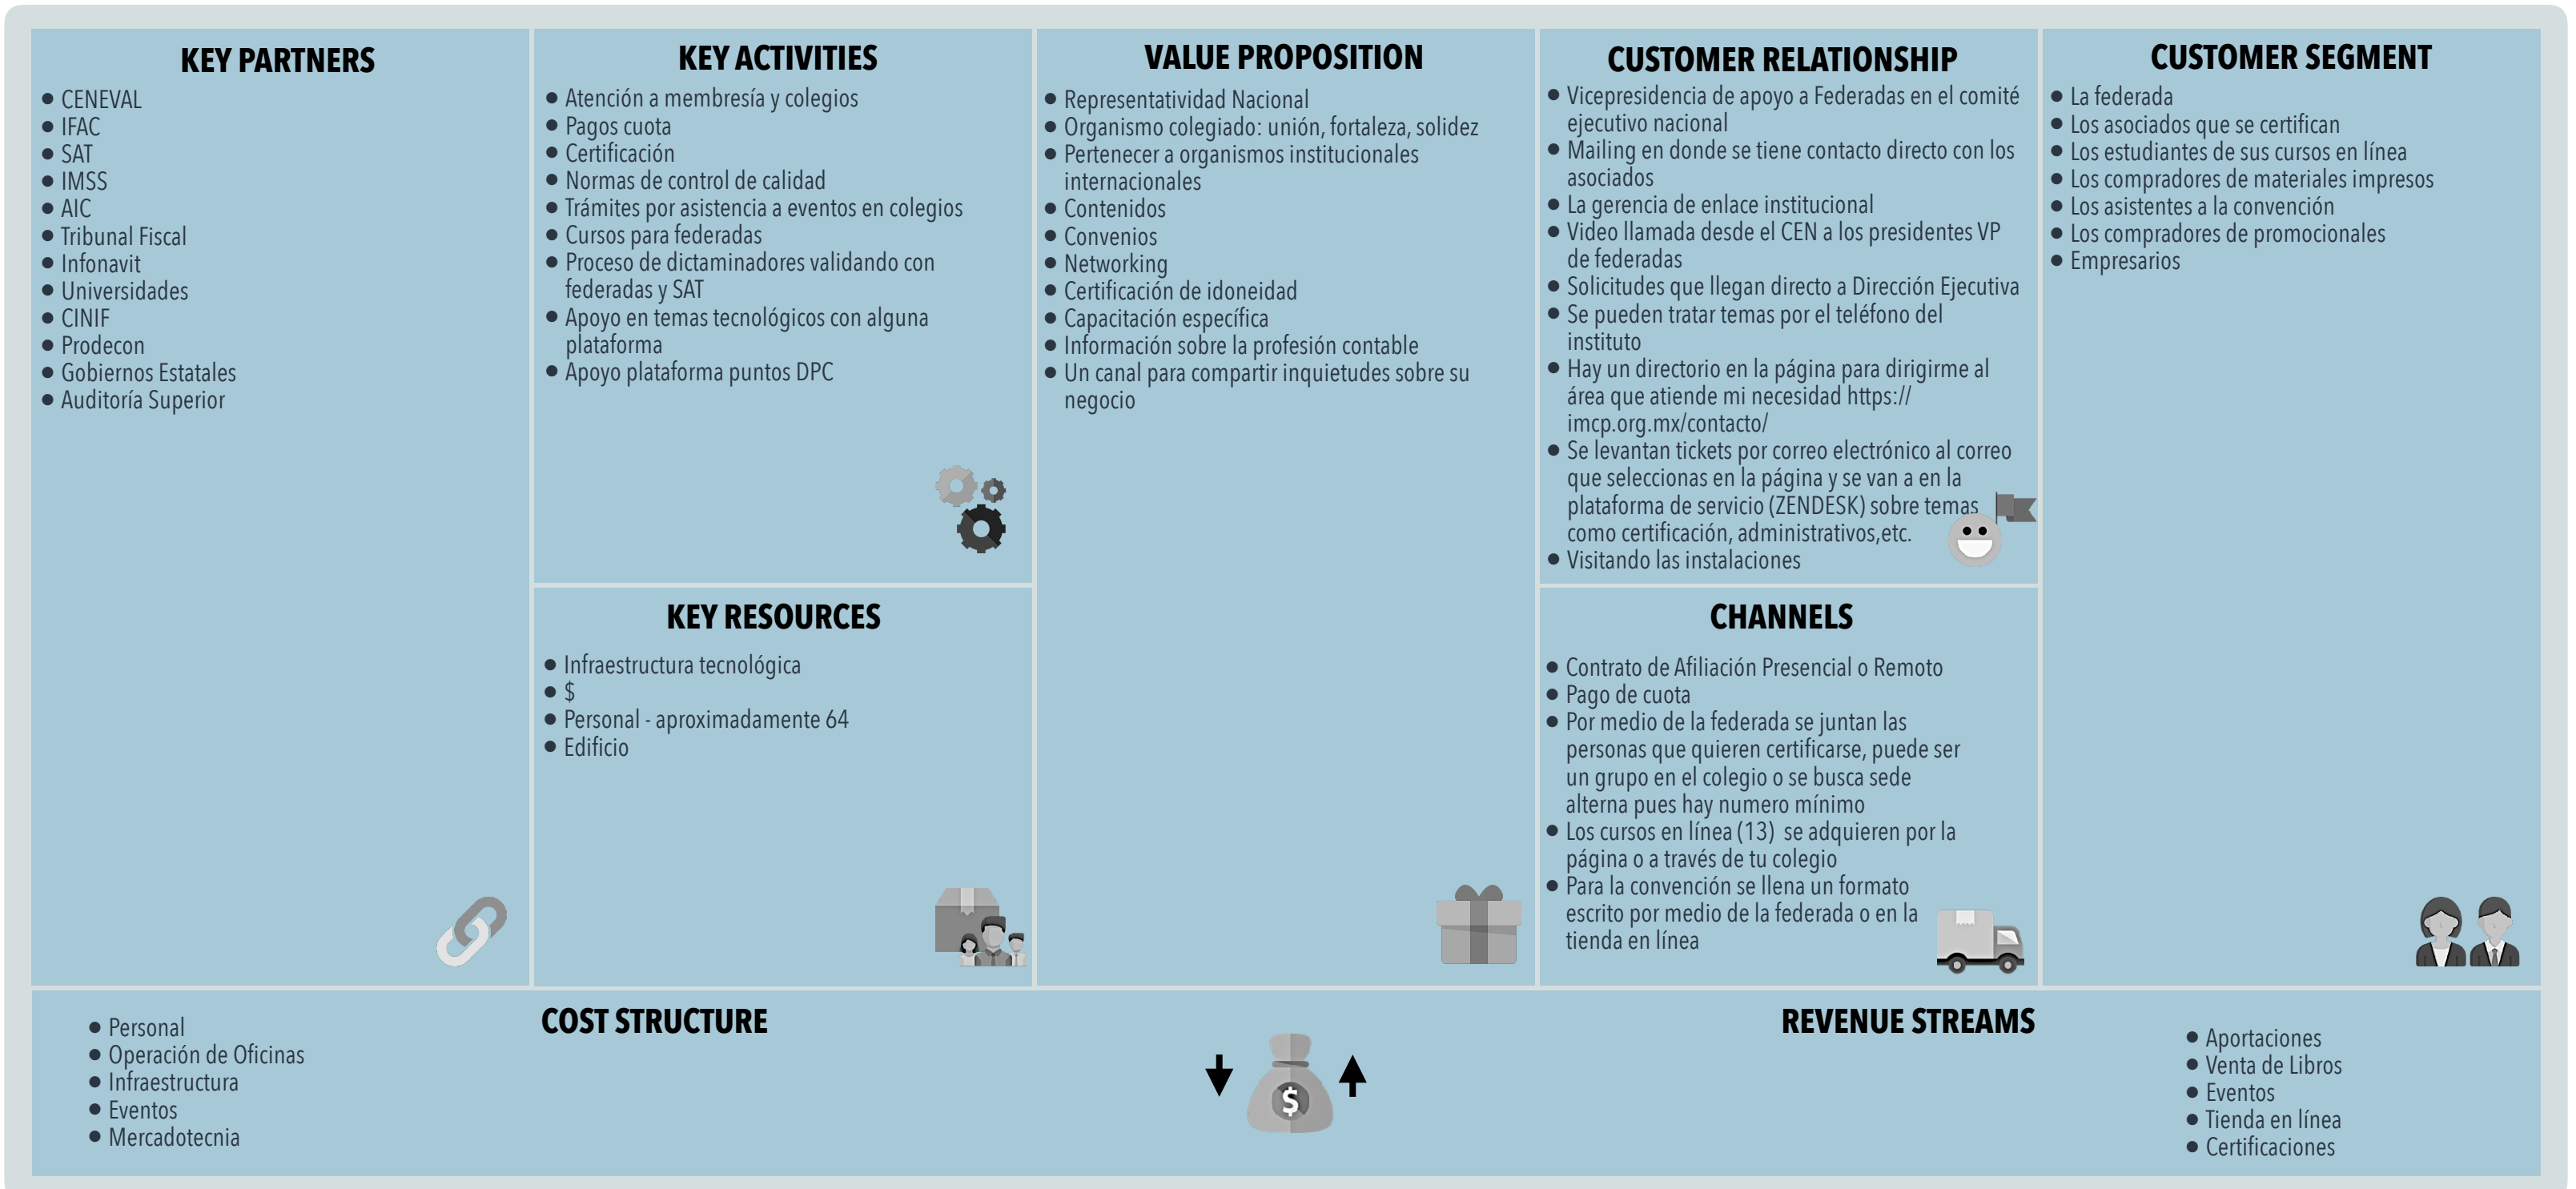 KEY PARTNERS
• CENEVAL
• IFAC
• SAT
• IMSS
• AIC
• Tribunal Fiscal
• Infonavit
• Universidades
• CINIF
• Prodecon
• Gobiernos Estatales
• Auditoría Superior
KEY ACTIVITIES
• Atención a membresía y colegios
• Pagos cuota
• Certificación
• Normas de control de calidad
• Trámites por asistencia a eventos en colegios
• Cursos para federadas
• Proceso de dictaminadores validando con
federadas y SAT
• Apoyo en temas tecnológicos con alguna
plataforma
• Apoyo plataforma puntos DPC
KEY RESOURCES
• Infraestructura tecnológica
• $
• Personal - aproximadamente 64
• Edificio
VALUE PROPOSITION
• Representatividad Nacional
• Organismo colegiado: unión, fortaleza, solidez
• Pertenecer a organismos institucionales
internacionales
• Contenidos
• Convenios
• Networking
• Certificación de idoneidad
• Capacitación específica
• Información sobre la profesión contable
• Un canal para compartir inquietudes sobre su
negocio
CUSTOMER RELATIONSHIP
• Vicepresidencia de apoyo a Federadas en el comité
ejecutivo nacional
• Mailing en donde se tiene contacto directo con los
asociados
• La gerencia de enlace institucional
• Video llamada desde el CEN a los presidentes VP
de federadas
• Solicitudes que llegan directo a Dirección Ejecutiva
• Se pueden tratar temas por el teléfono del
instituto
• Hay un directorio en la página para dirigirme al
área que atiende mi necesidad https://
imcp.org.mx/contacto/
• Se levantan tickets por correo electrónico al correo
que seleccionas en la página y se van a en la
plataforma de servicio (ZENDESK) sobre temas
como certificación, administrativos,etc.
• Visitando las instalaciones
CHANNELS
• Contrato de Afiliación Presencial o Remoto
• Pago de cuota
• Por medio de la federada se juntan las
personas que quieren certificarse, puede ser
un grupo en el colegio o se busca sede
alterna pues hay numero mínimo
• Los cursos en línea (13) se adquieren por la
página o a través de tu colegio
• Para la convención se llena un formato
escrito por medio de la federada o en la
tienda en línea
CUSTOMER SEGMENT
• La federada
• Los asociados que se certifican
• Los estudiantes de sus cursos en línea
• Los compradores de materiales impresos
• Los asistentes a la convención
• Los compradores de promocionales
• Empresarios
COST STRUCTURE
• Personal
• Operación de Oficinas
• Infraestructura
• Eventos
• Mercadotecnia
$
REVENUE STREAMS
• Aportaciones
• Venta de Libros
• Eventos
• Tienda en línea
• Certificaciones